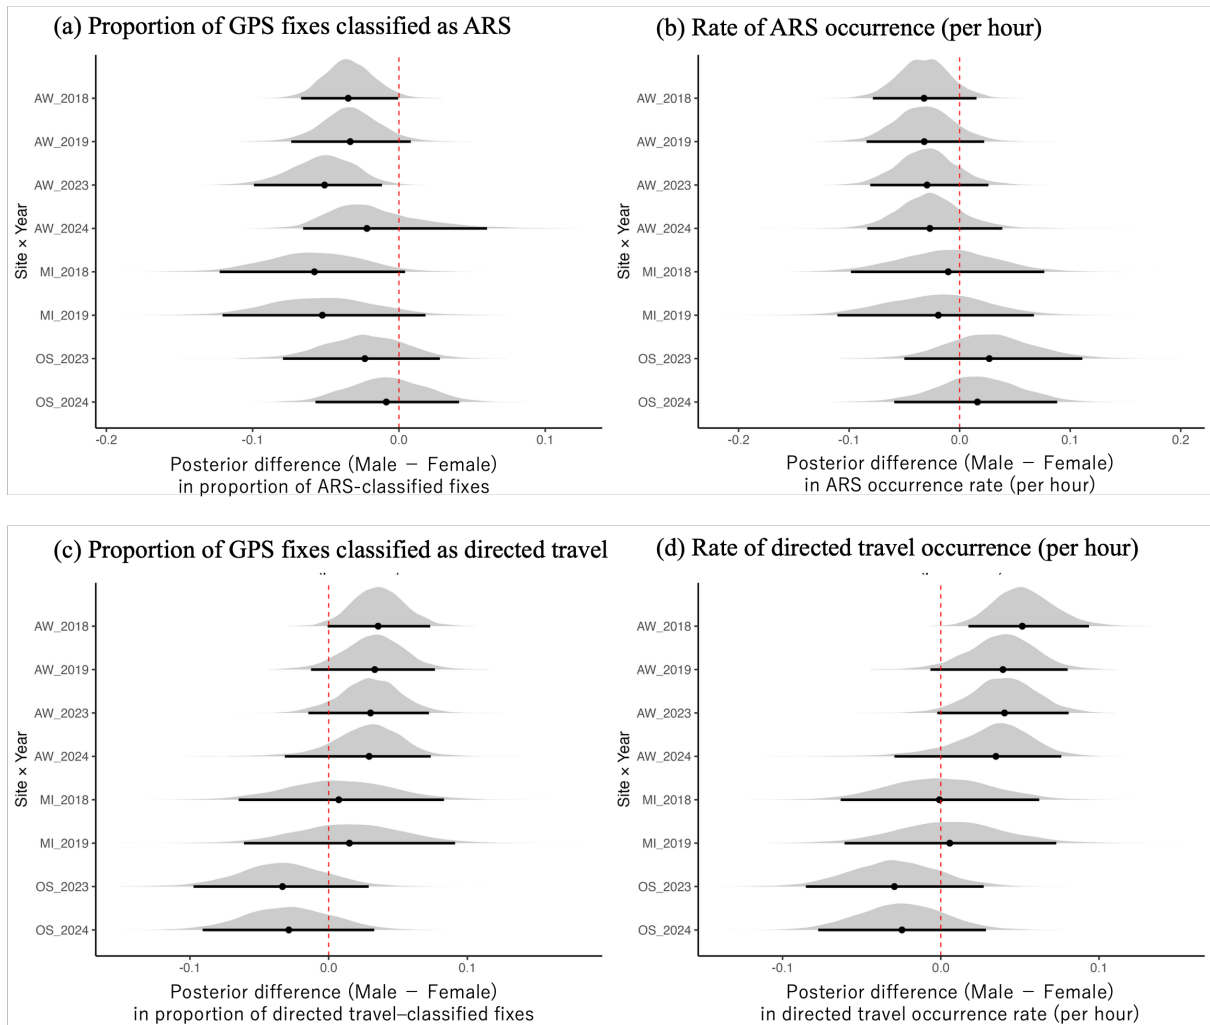 (a) Proportion of GPS fixes classified as ARS
Site × Year
AW_2018
AW_2019
AW_2023
AW_2024
MI_2018
MI_2019
OS_2023
OS_2024
-0.2 -0.1 0.0 0.1
Posterior difference (Male − Female)
in proportion of ARS-classified fixes
(b) Rate of ARS occurrence (per hour)
Site × Year
AW_2018
AW_2019
AW_2023
AW_2024
MI_2018
MI_2019
OS_2023
OS_2024
-0.2 -0.1 0.0 0.1 0.2
Posterior difference (Male − Female)
in ARS occurrence rate (per hour)
(c) Proportion of GPS fixes classified as directed travel
Site × Year
AW_2018
AW_2019
AW_2023
AW_2024
MI_2018
MI_2019
OS_2023
OS_2024
-0.1 0.0 0.1
Posterior difference (Male − Female)
in proportion of directed travel–classified fixes
(d) Rate of directed travel occurrence (per hour)
Site × Year
AW_2018
AW_2019
AW_2023
AW_2024
MI_2018
MI_2019
OS_2023
OS_2024
-0.1 0.0 0.1
Posterior difference (Male − Female)
in directed travel occurrence rate (per hour)